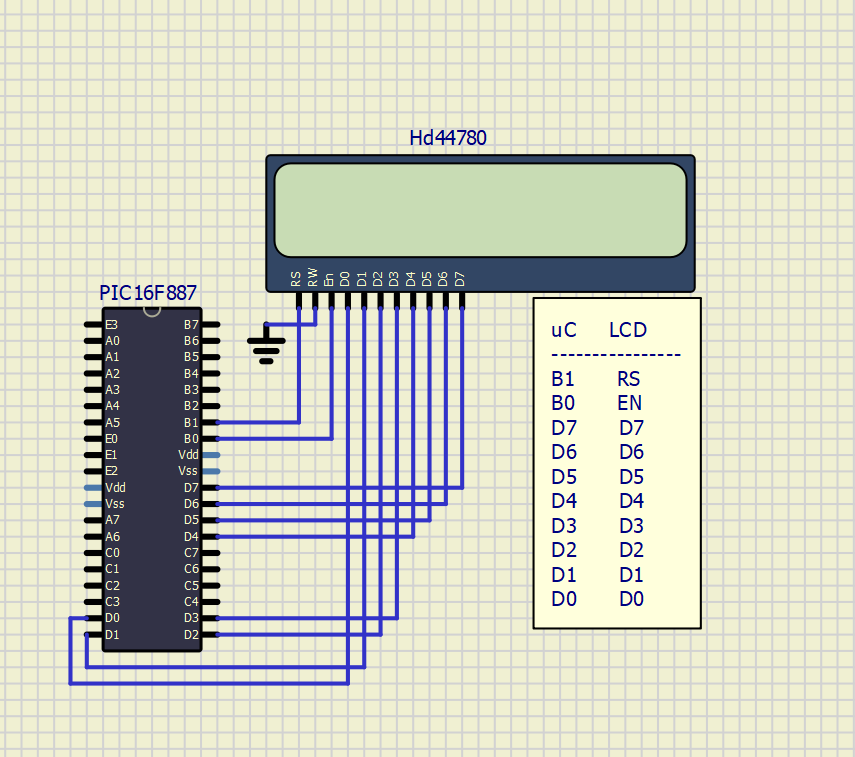 Hd44780
RS RW En D0 D1 D2 D3 D4 D5 D6 D7
PIC16F887
E3 B7
A0 B6
A1 B5
A2 B4
A3 B3
A4 B2
A5 B1
E0 B0
E1 Vdd
E2 Vss
Vdd D7
Vss D6
A7 D5
A6 D4
C0 C7
C1 C6
C2 C5
C3 C4
D0 D3
D1 D2
uC LCD
----------------
B1 RS
B0 EN
D7 D7
D6 D6
D5 D5
D4 D4
D3 D3
D2 D2
D1 D1
D0 D0